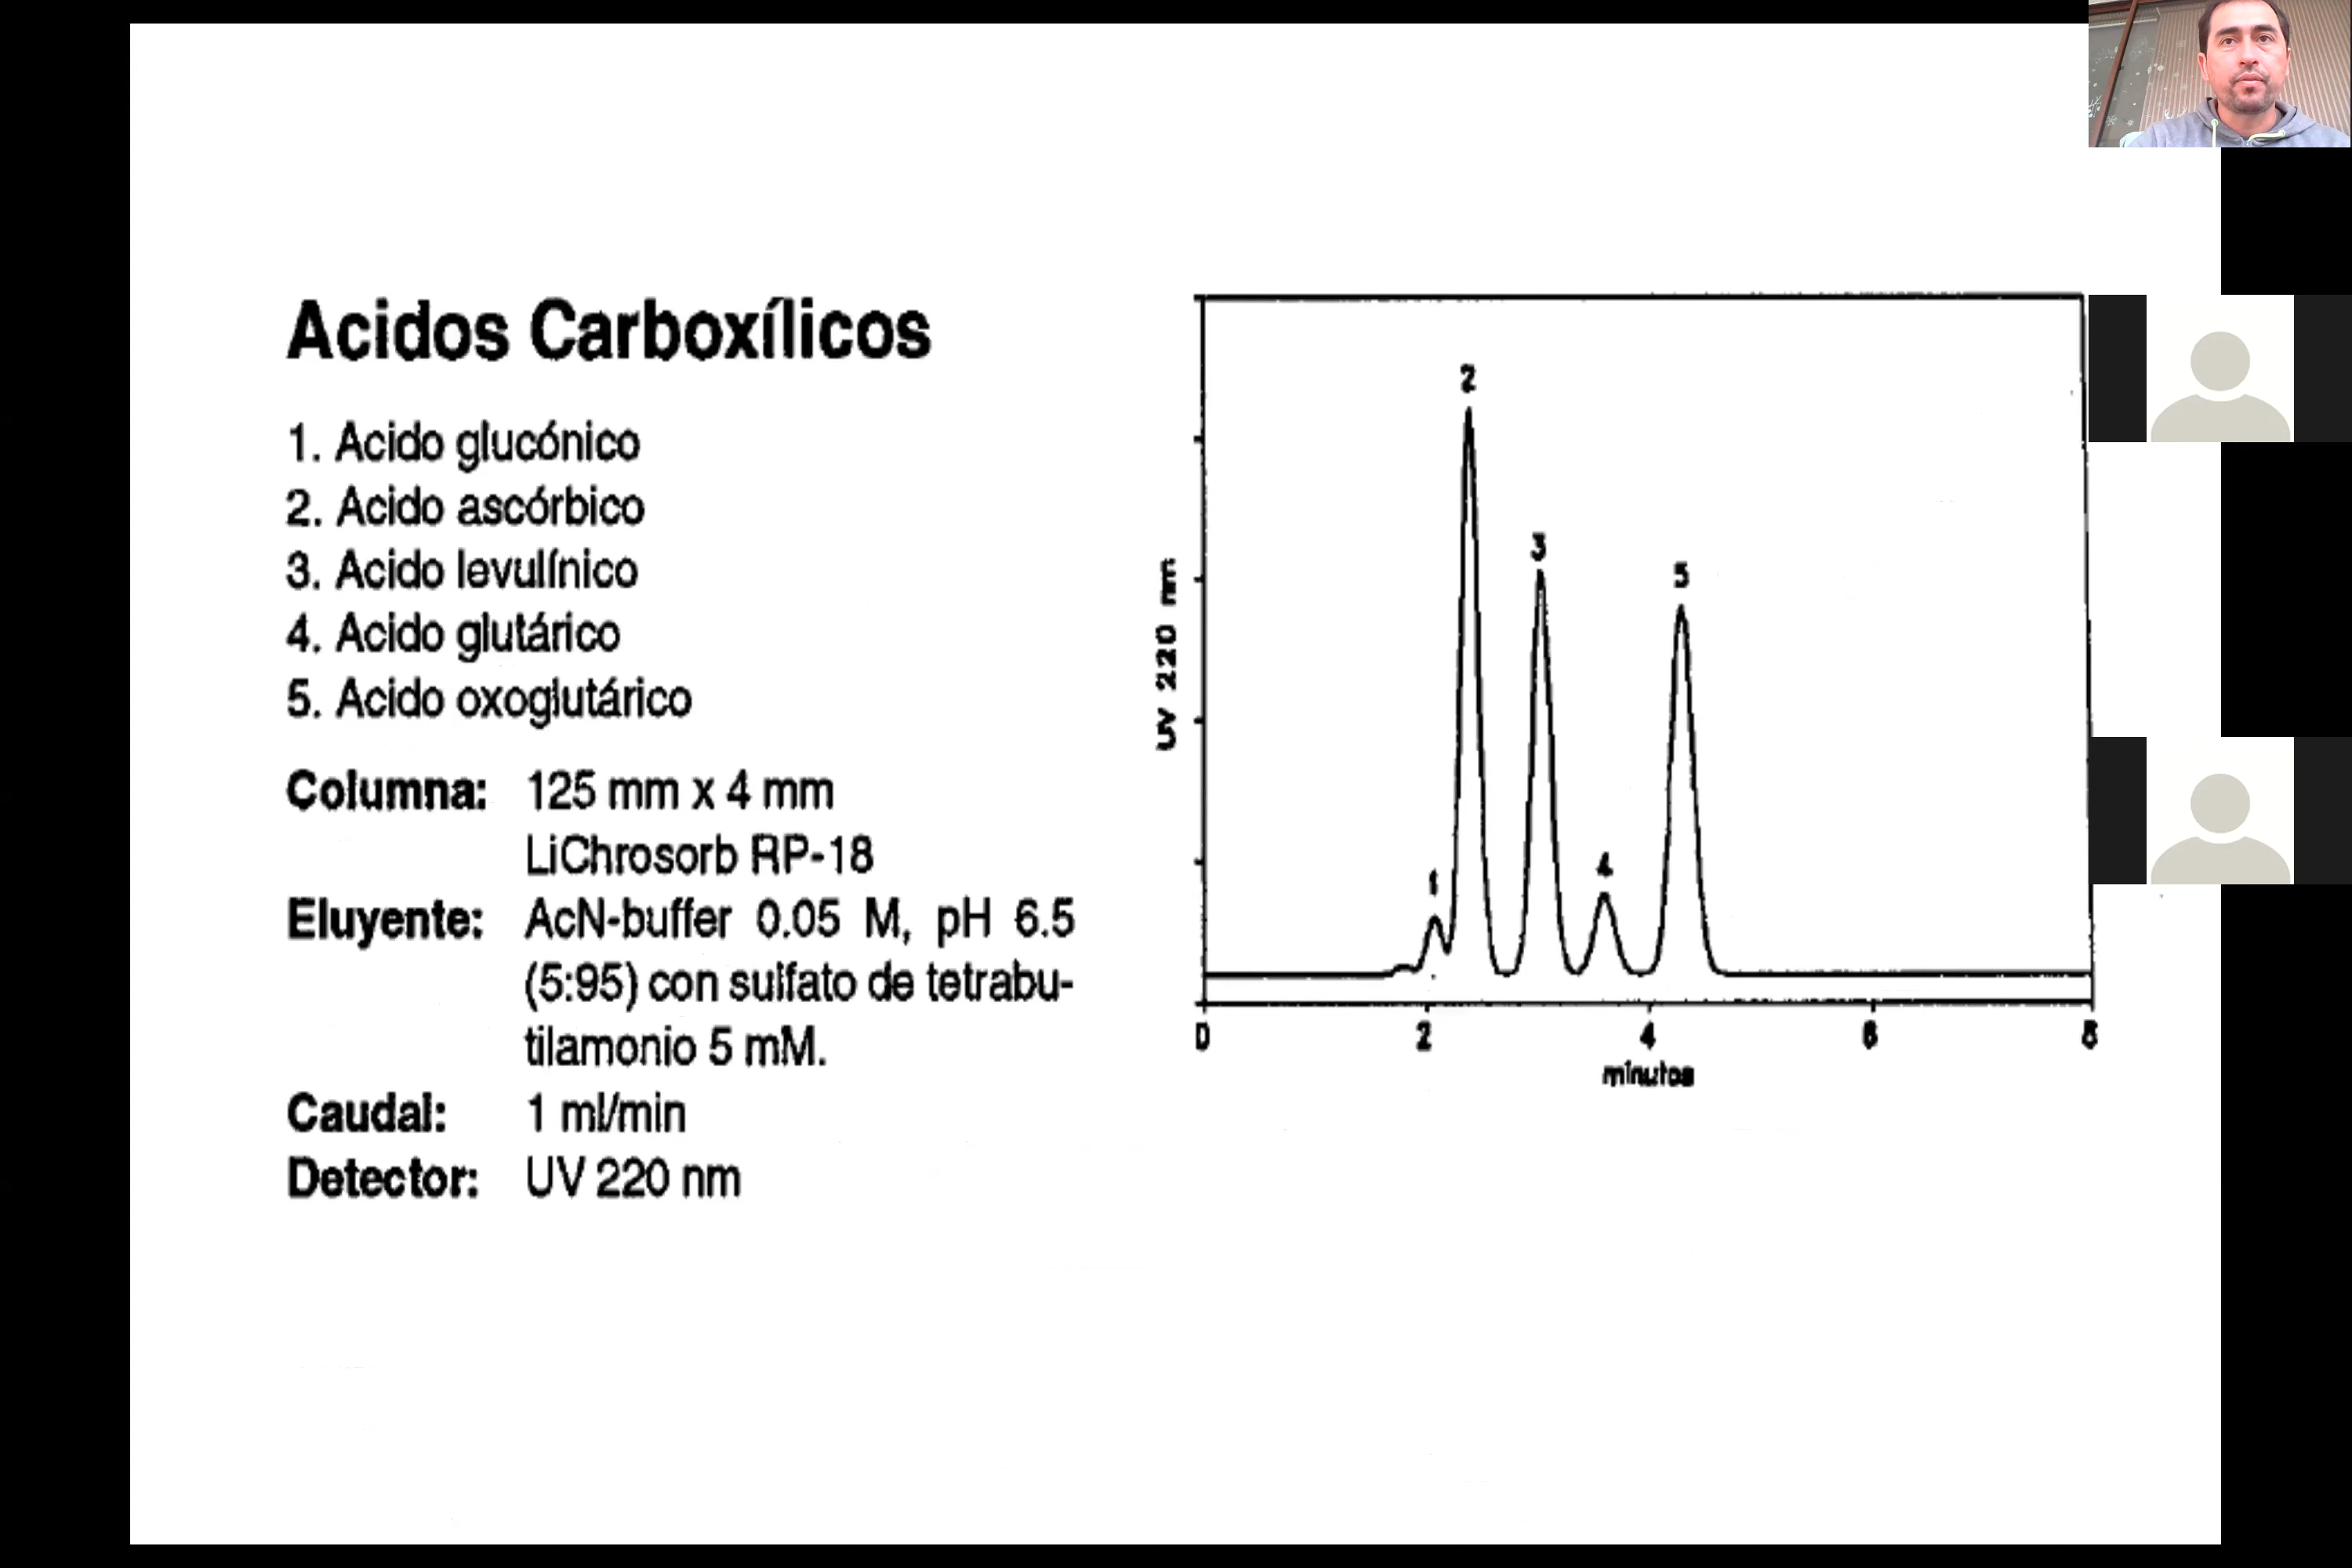 Acidos Carboxílicos
1. Acido glucónico
2. Acido ascórbico
3. Acido levulínico
4. Acido glutárico
5. Acido oxoglutárico
Columna: 125 mm x 4 mm
LiChrosorb RP-18
Eluyente: AcN-buffer 0.05 M, pH 6.5
(5:95) con sulfato de tetrabu-
tilamonio 5 mM.
Caudal: 1 ml/min
Detector: UV 220 nm
UV 220 nm
1
2
3
4
5
0 2 4 6 8
minutos